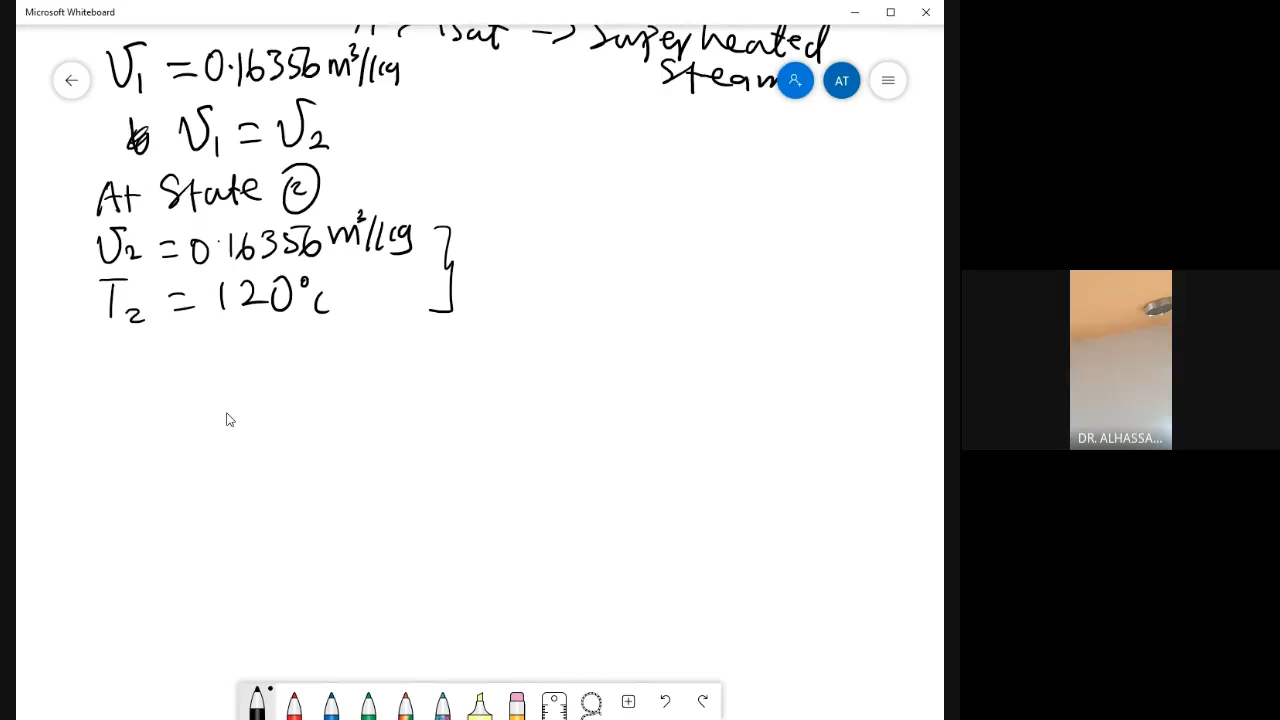 Microsoft Whiteboard
Tsat -> Superheated
steam
AT
V1 = 0.16356 m³/kg
V1 = V2
At State ②
V2 = 0.16356 m³/kg
T2 = 120°c
DR. ALHASSA...